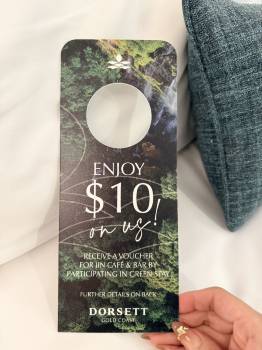 ENJOY
$10
on us!
RECEIVE A VOUCHER
FOR JIN CAFÉ & BAR BY
PARTICIPATING IN GREEN STAY
FURTHER DETAILS ON BACK
DORSETT
GOLD COAST